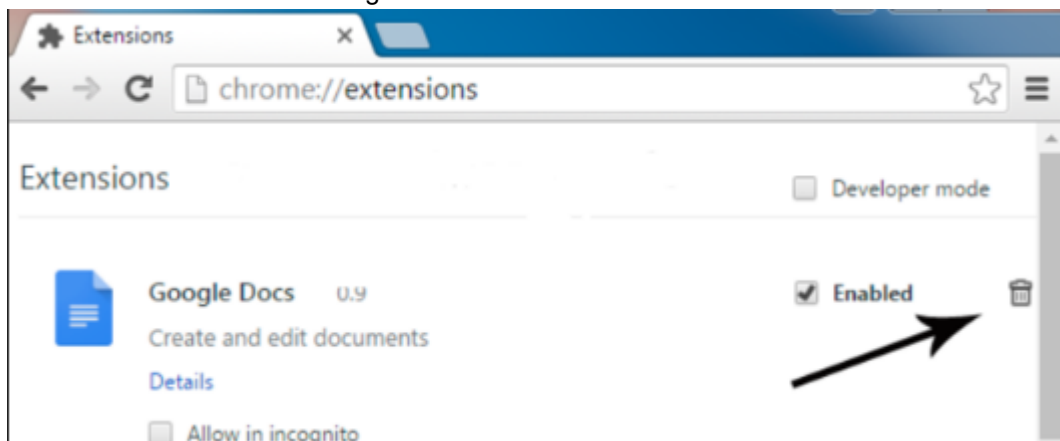 Extensions
chrome://extensions
Extensions
Developer mode
Google Docs 0.9
Enabled
Create and edit documents
Details
Allow in incognito